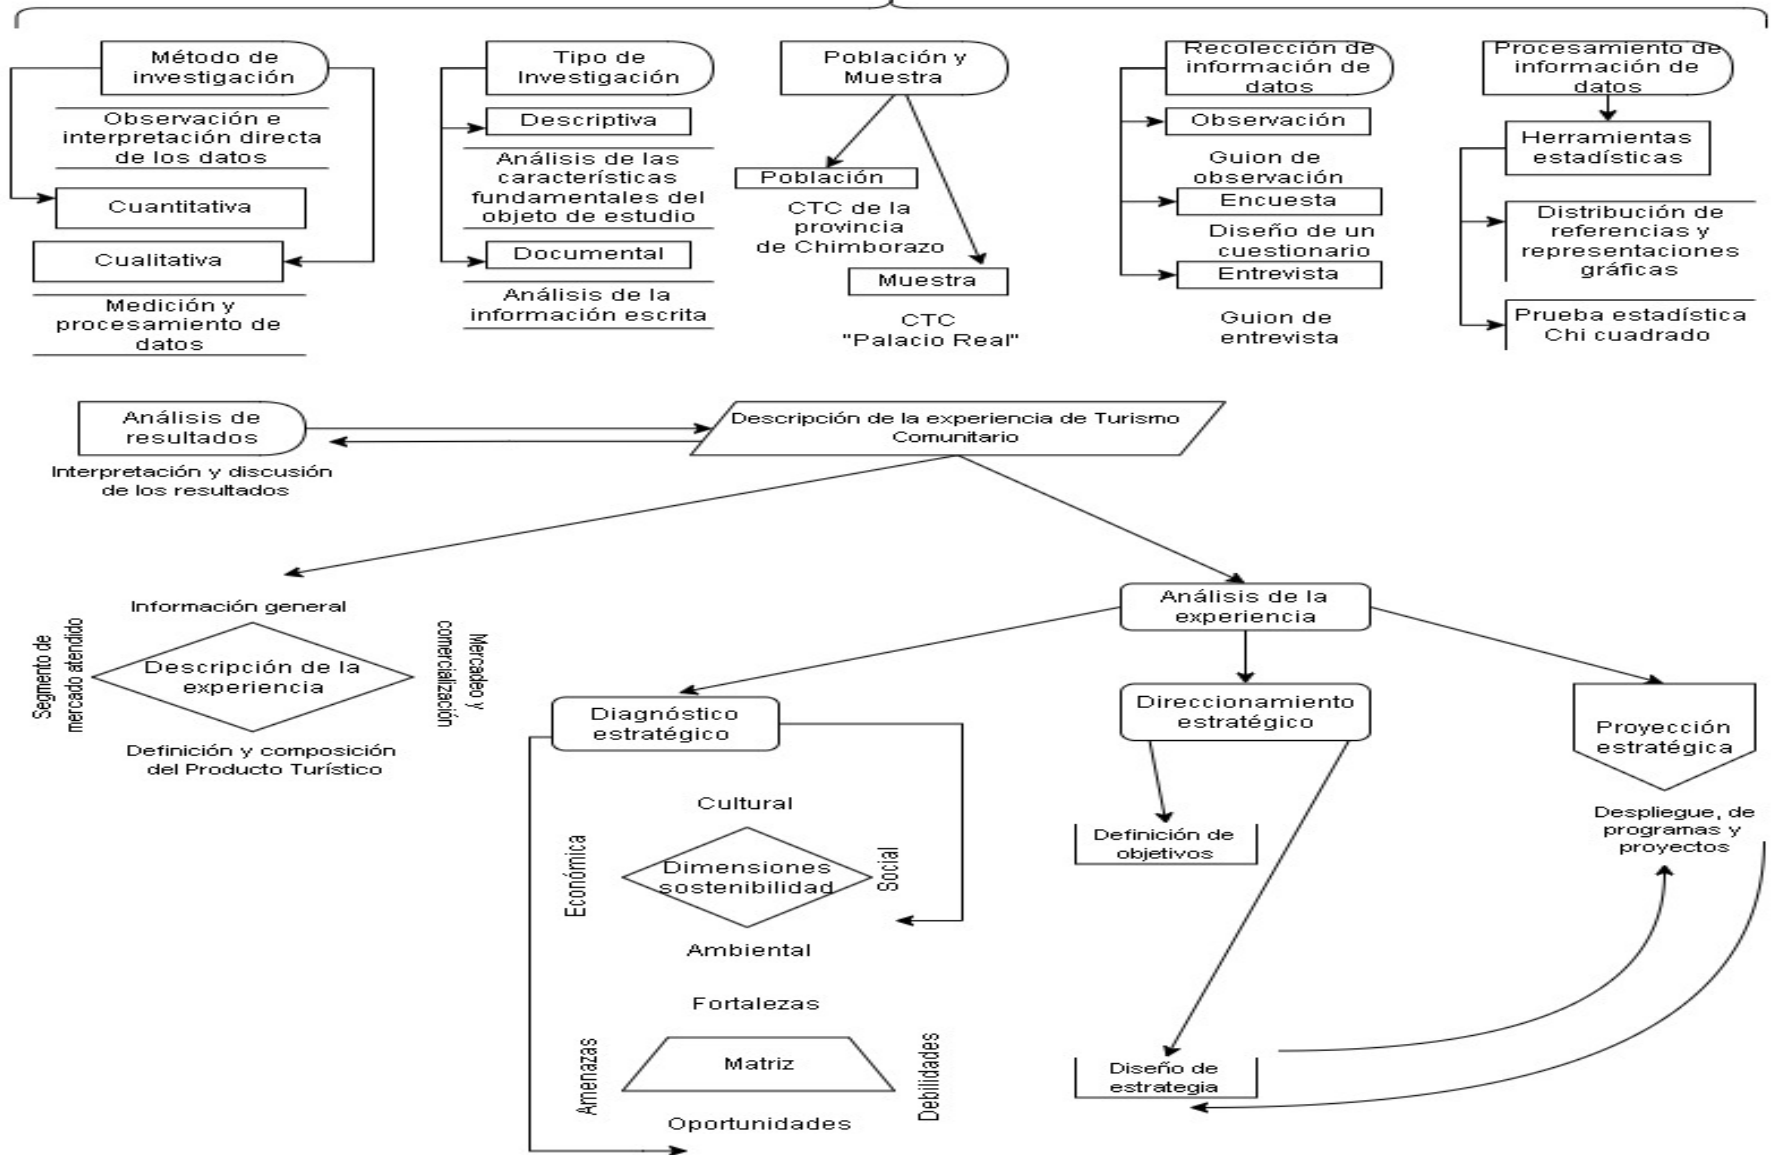 Método de
investigación
Observación e
interpretación directa
de los datos
Cuantitativa
Cualitativa
Medición y
procesamiento de
datos
Tipo de
Investigación
Descriptiva
Análisis de las
características
fundamentales del
objeto de estudio
Documental
Análisis de la
información escrita
Población y
Muestra
Población
CTC de la
provincia
de Chimborazo
Muestra
CTC
"Palacio Real"
Recolección de
información de
datos
Observación
Guion de
observación
Encuesta
Diseño de un
cuestionario
Entrevista
Guion de
entrevista
Procesamiento de
información de
datos
Herramientas
estadísticas
Distribución de
referencias y
representaciones
gráficas
Prueba estadística
Chi cuadrado
Análisis de
resultados
Interpretación y discusión
de los resultados
Descripción de la experiencia de Turismo
Comunitario
Información general
Segmento de
mercado atendido
Descripción de la
experiencia
Mercadeo y
comercialización
Definición y composición
del Producto Turístico
Análisis de la
experiencia
Diagnóstico
estratégico
Cultural
Económica
Dimensiones
sostenibilidad
Social
Ambiental
Fortalezas
Amenazas
Matriz
Debilidades
Oportunidades
Direccionamiento
estratégico
Definición de
objetivos
Diseño de
estrategia
Proyección
estratégica
Despliegue, de
programas y
proyectos